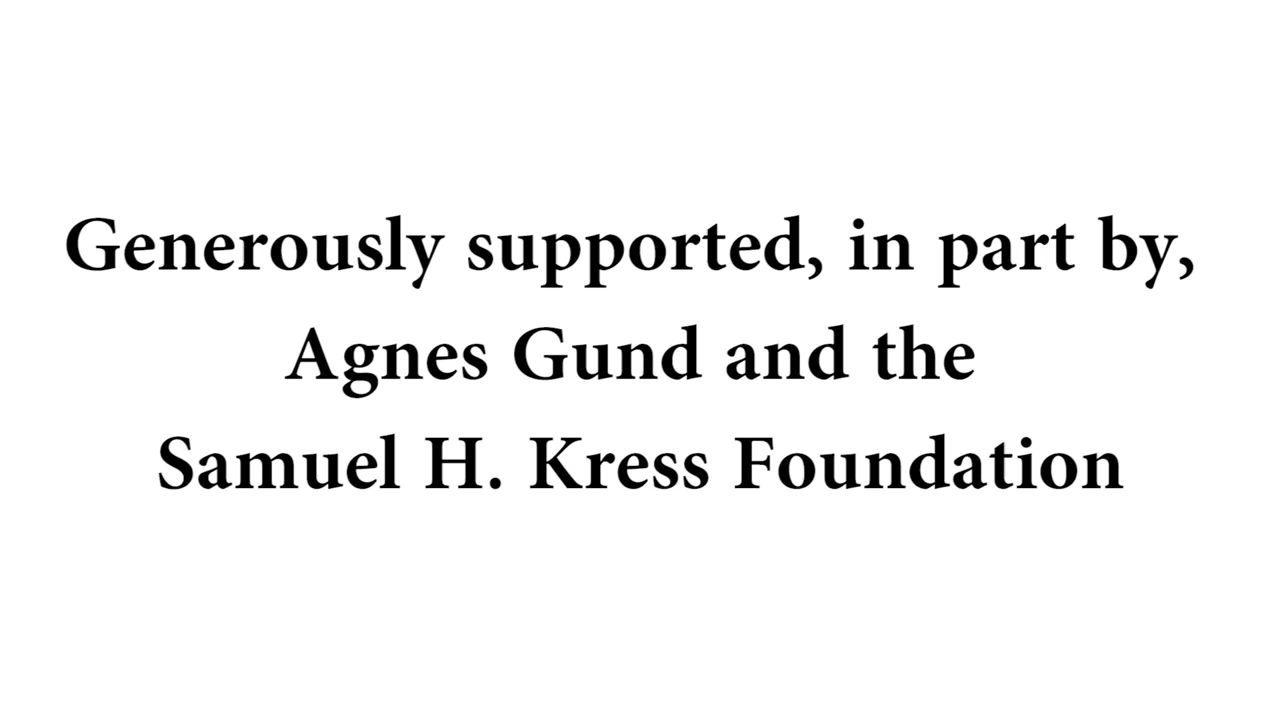 Generously supported, in part by,
Agnes Gund and the
Samuel H. Kress Foundation